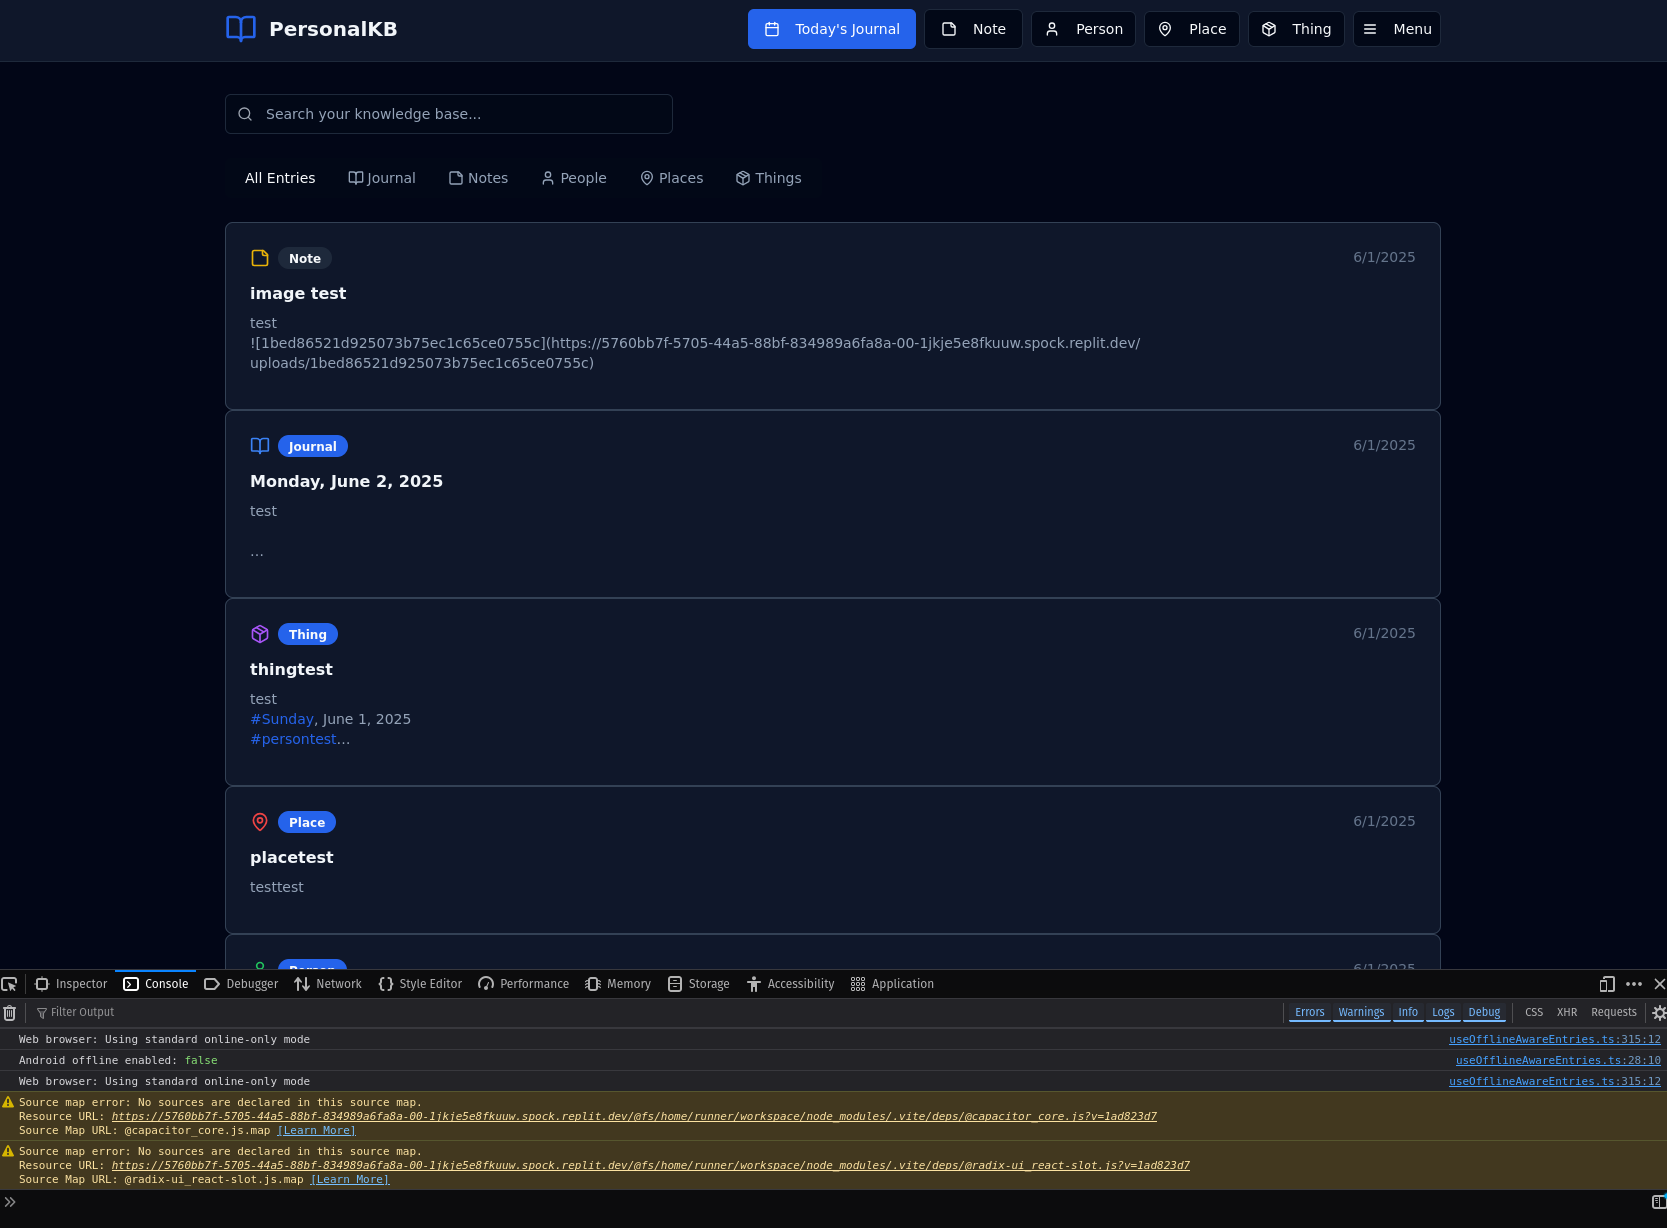 PersonalKB
Today's Journal
Note
Person
Place
Thing
Menu
Search your knowledge base...
All Entries
Journal
Notes
People
Places
Things
Note
6/1/2025
image test
test
![1bed86521d925073b75ec1c65ce0755c](https://5760bb7f-5705-44a5-88bf-834989a6fa8a-00-1jkje5e8fkuuw.spock.replit.dev/
uploads/1bed86521d925073b75ec1c65ce0755c)
Journal
6/1/2025
Monday, June 2, 2025
test
...
Thing
6/1/2025
thingtest
test
#Sunday, June 1, 2025
#persontest...
Place
6/1/2025
placetest
testtest
Person
6/1/2025
Inspector
Console
Debugger
Network
Style Editor
Performance
Memory
Storage
Accessibility
Application
Filter Output
Errors
Warnings
Info
Logs
Debug
CSS
XHR
Requests
Web browser: Using standard online-only mode
useOfflineAwareEntries.ts:315:12
Android offline enabled: false
useOfflineAwareEntries.ts:28:10
Web browser: Using standard online-only mode
useOfflineAwareEntries.ts:315:12
Source map error: No sources are declared in this source map.
Resource URL: https://5760bb7f-5705-44a5-88bf-834989a6fa8a-00-1jkje5e8fkuuw.spock.replit.dev/@fs/home/runner/workspace/node_modules/.vite/deps/@capacitor_core.js?v=1ad823d7
Source Map URL: @capacitor_core.js.map [Learn More]
Source map error: No sources are declared in this source map.
Resource URL: https://5760bb7f-5705-44a5-88bf-834989a6fa8a-00-1jkje5e8fkuuw.spock.replit.dev/@fs/home/runner/workspace/node_modules/.vite/deps/@radix-ui_react-slot.js?v=1ad823d7
Source Map URL: @radix-ui_react-slot.js.map [Learn More]